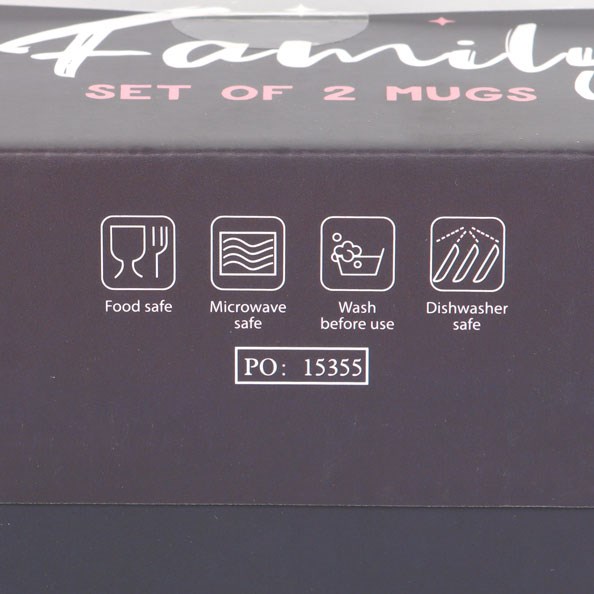 Family
SET OF 2 MUGS
Food safe
Microwave
safe
Wash
before use
Dishwasher
safe
PO: 15355